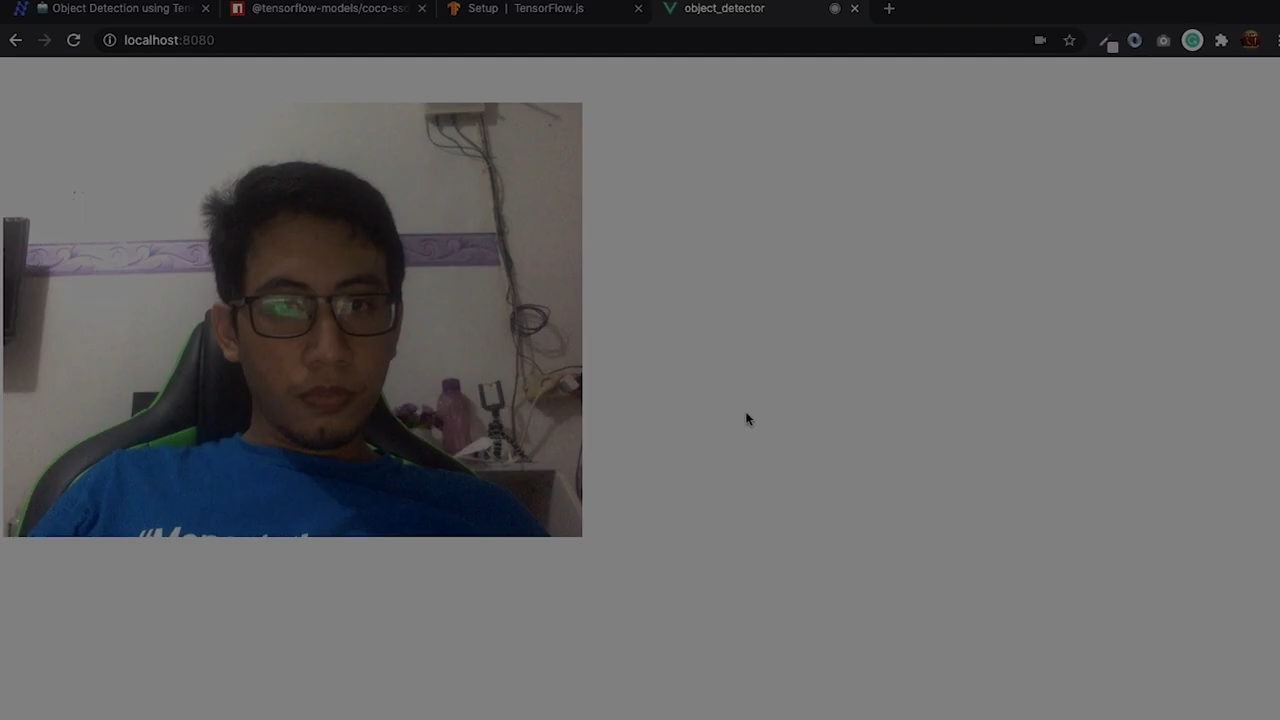 Object Detection using Ten
@tensorflow-models/coco-ss
Setup | TensorFlow.js
object_detector
localhost:8080